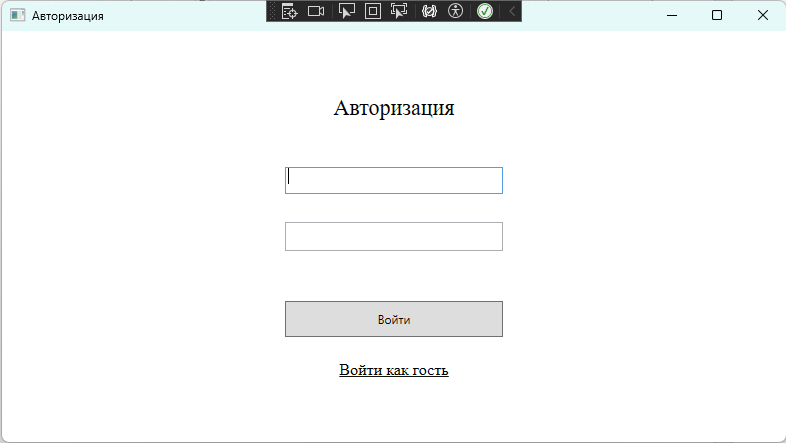 Авторизация
Авторизация
Войти
Войти как гость